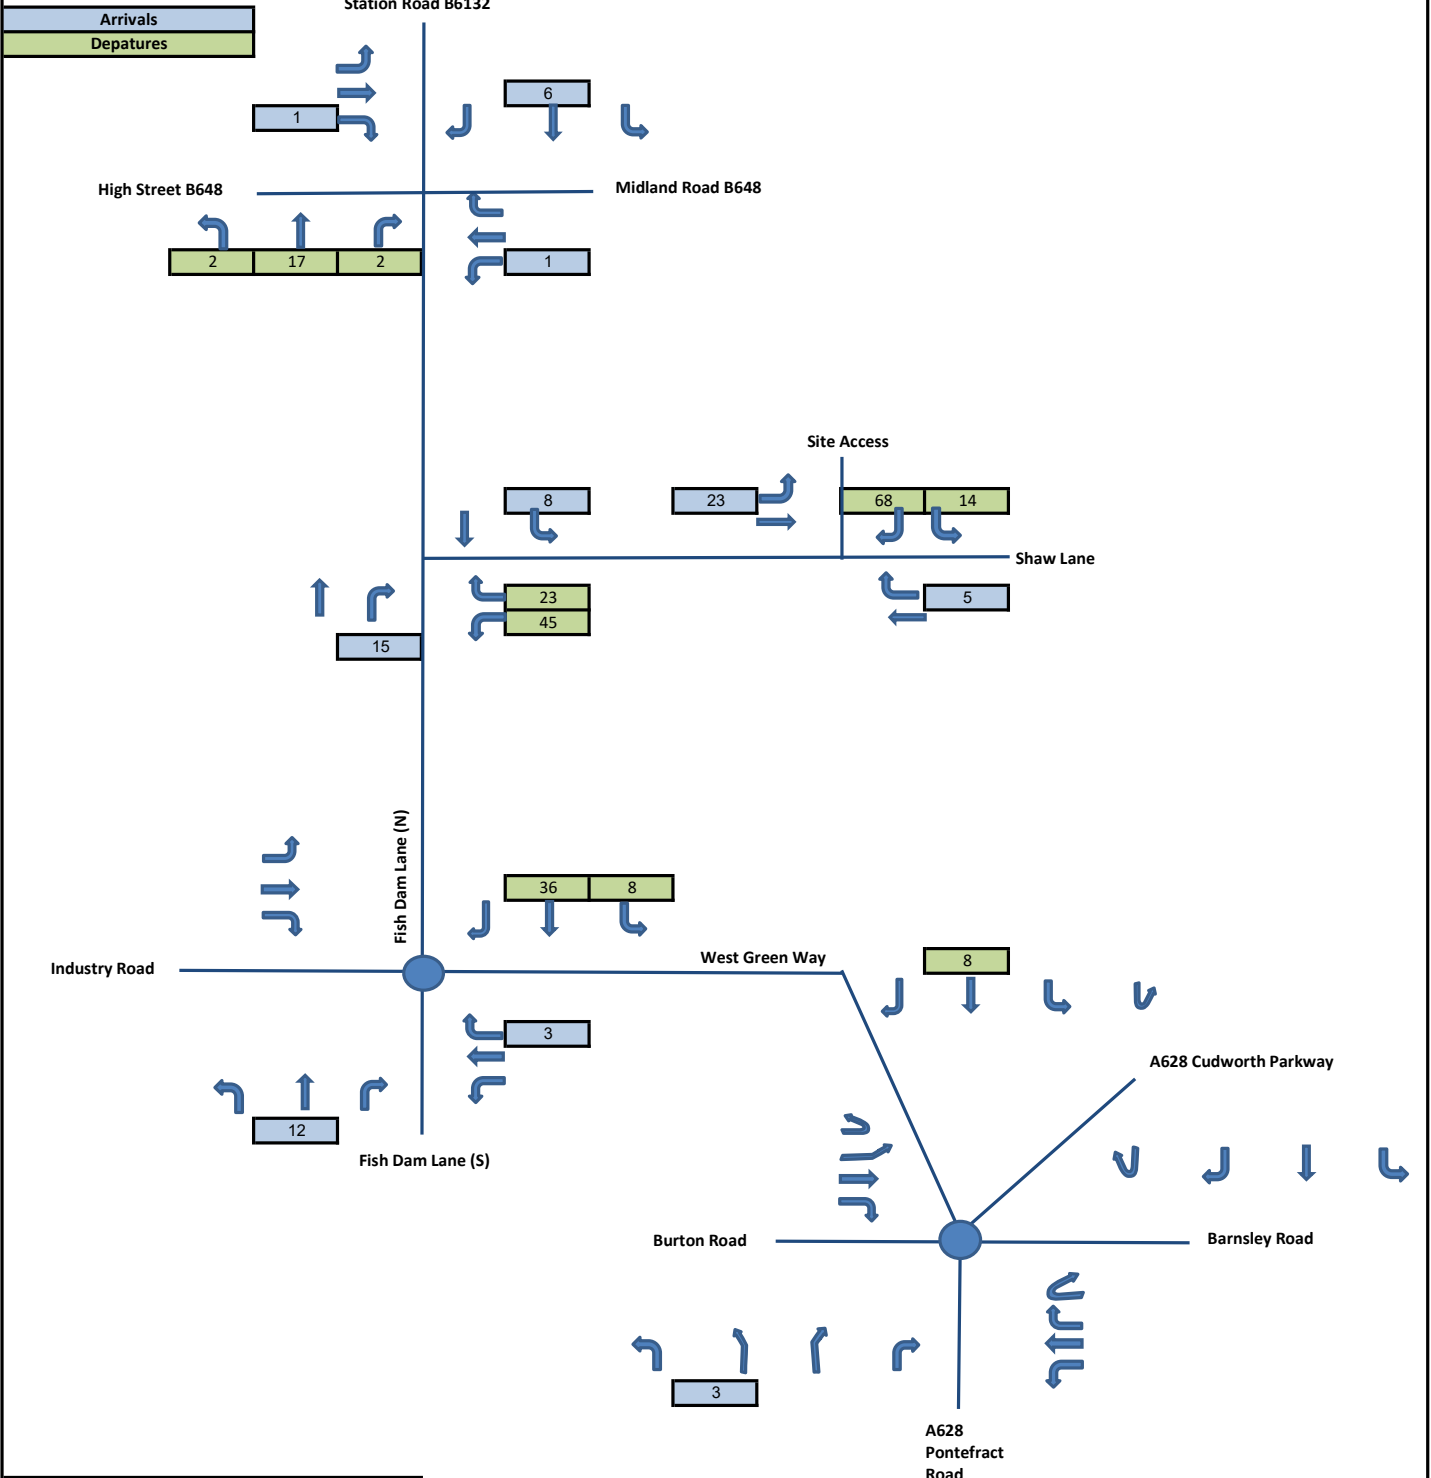 Station Road B6132
Arrivals
Depatures
6
1
High Street B648
Midland Road B648
2 17 2
1
Site Access
8
23
68 14
Shaw Lane
23
45
5
15
Fish Dam Lane (N)
36 8
Industry Road
West Green Way
8
3
A628 Cudworth Parkway
12
Fish Dam Lane (S)
Burton Road
Barnsley Road
3
A628
Pontefract
Road